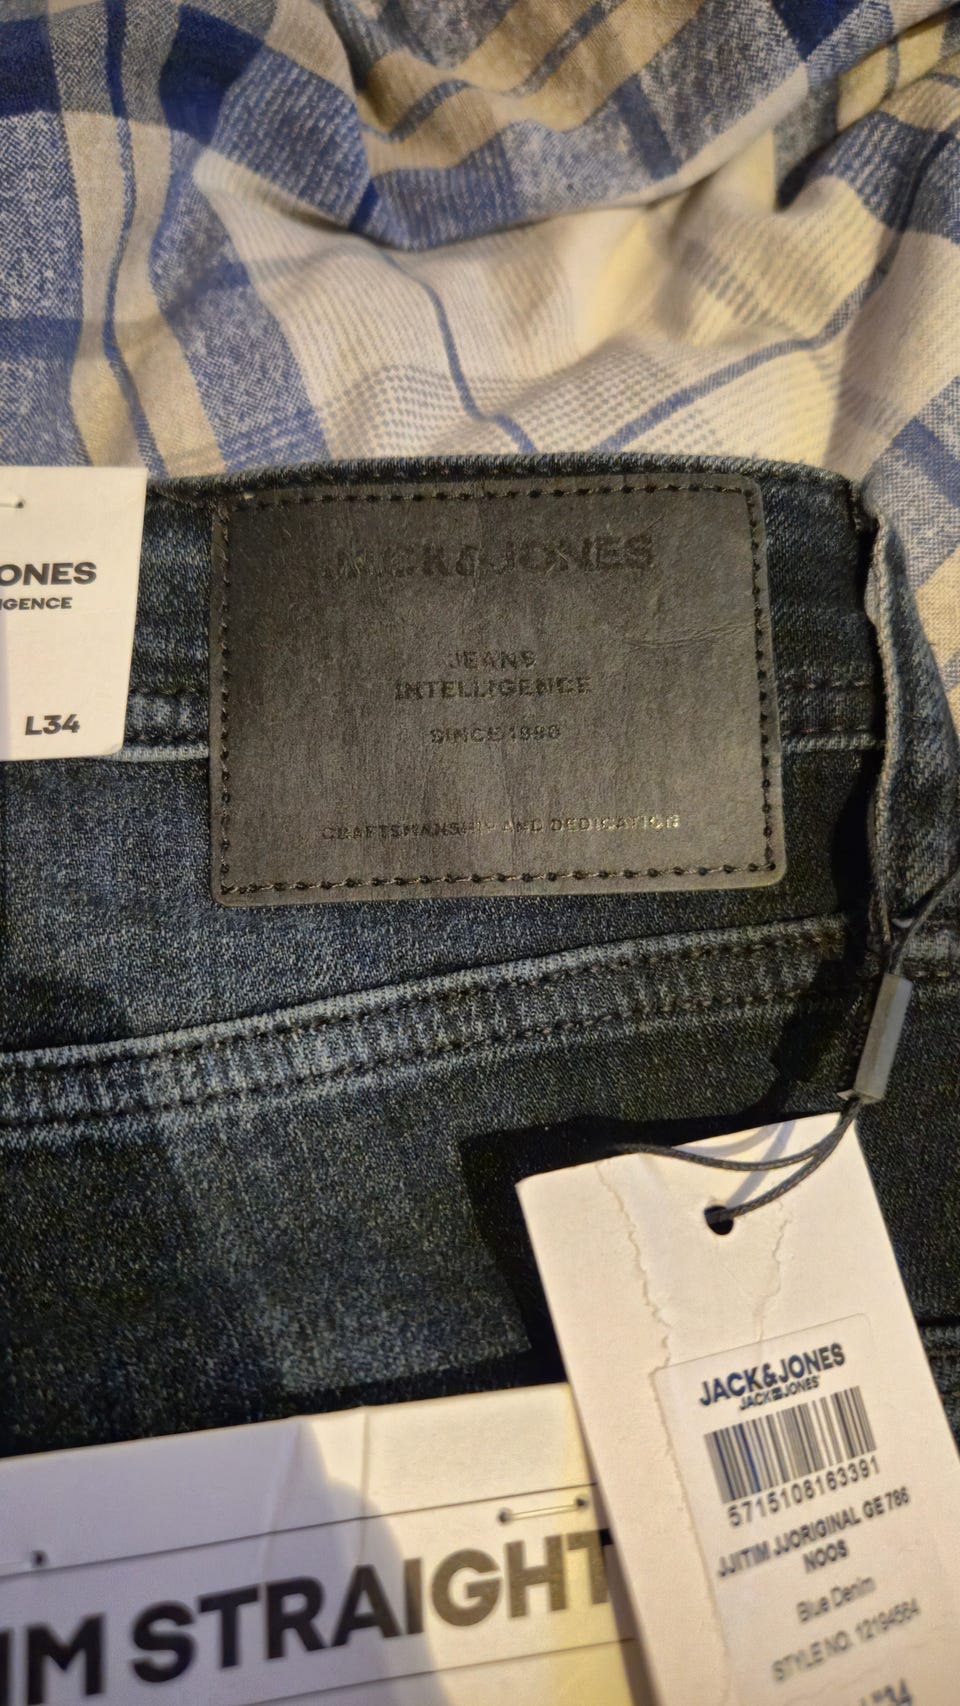 ONES
IGENCE
L34
JACK&JONES
JEANS
INTELLIGENCE
SINCE 1990
CRAFTSMANSHIP AND DEDICATION
JACK&JONES
JACK&JONES
5715108163391
JJITIM JJORIGINAL GE 786
NOOS
Blue Denim
STYLE NO. 12194564
IM STRAIGHT